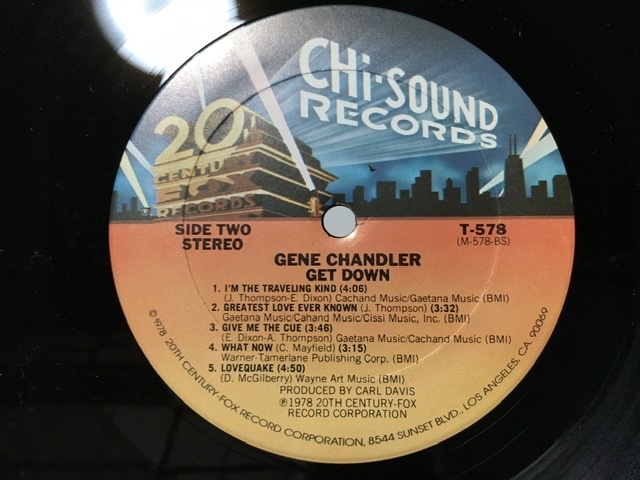 CHi-SOUND
RECORDS
20th
CENTURY
FOX
RECORDS
SIDE TWO
STEREO
T-578
(M-578-BS)
GENE CHANDLER
GET DOWN
1. I'M THE TRAVELING KIND (4:06)
(J. Thompson-E. Dixon) Cachand Music/Gaetana Music (BMI)
2. GREATEST LOVE EVER KNOWN (J. Thompson) (3:32)
Gaetana Music/Cahand Music/Cissi Music, Inc. (BMI)
3. GIVE ME THE CUE (3:46)
(E. Dixon-A. Thompson) Gaetana Music/Cachand Music (BMI)
4. WHAT NOW (C. Mayfield) (3:15)
Warner-Tamerlane Publishing Corp. (BMI)
5. LOVEQUAKE (4:50)
(D. McGilberry) Wayne Art Music (BMI)
PRODUCED BY CARL DAVIS
℗1978 20TH CENTURY-FOX
RECORD CORPORATION
©1978 20TH CENTURY-FOX RECORD CORPORATION, 8544 SUNSET BLVD., LOS ANGELES, CA. 90069